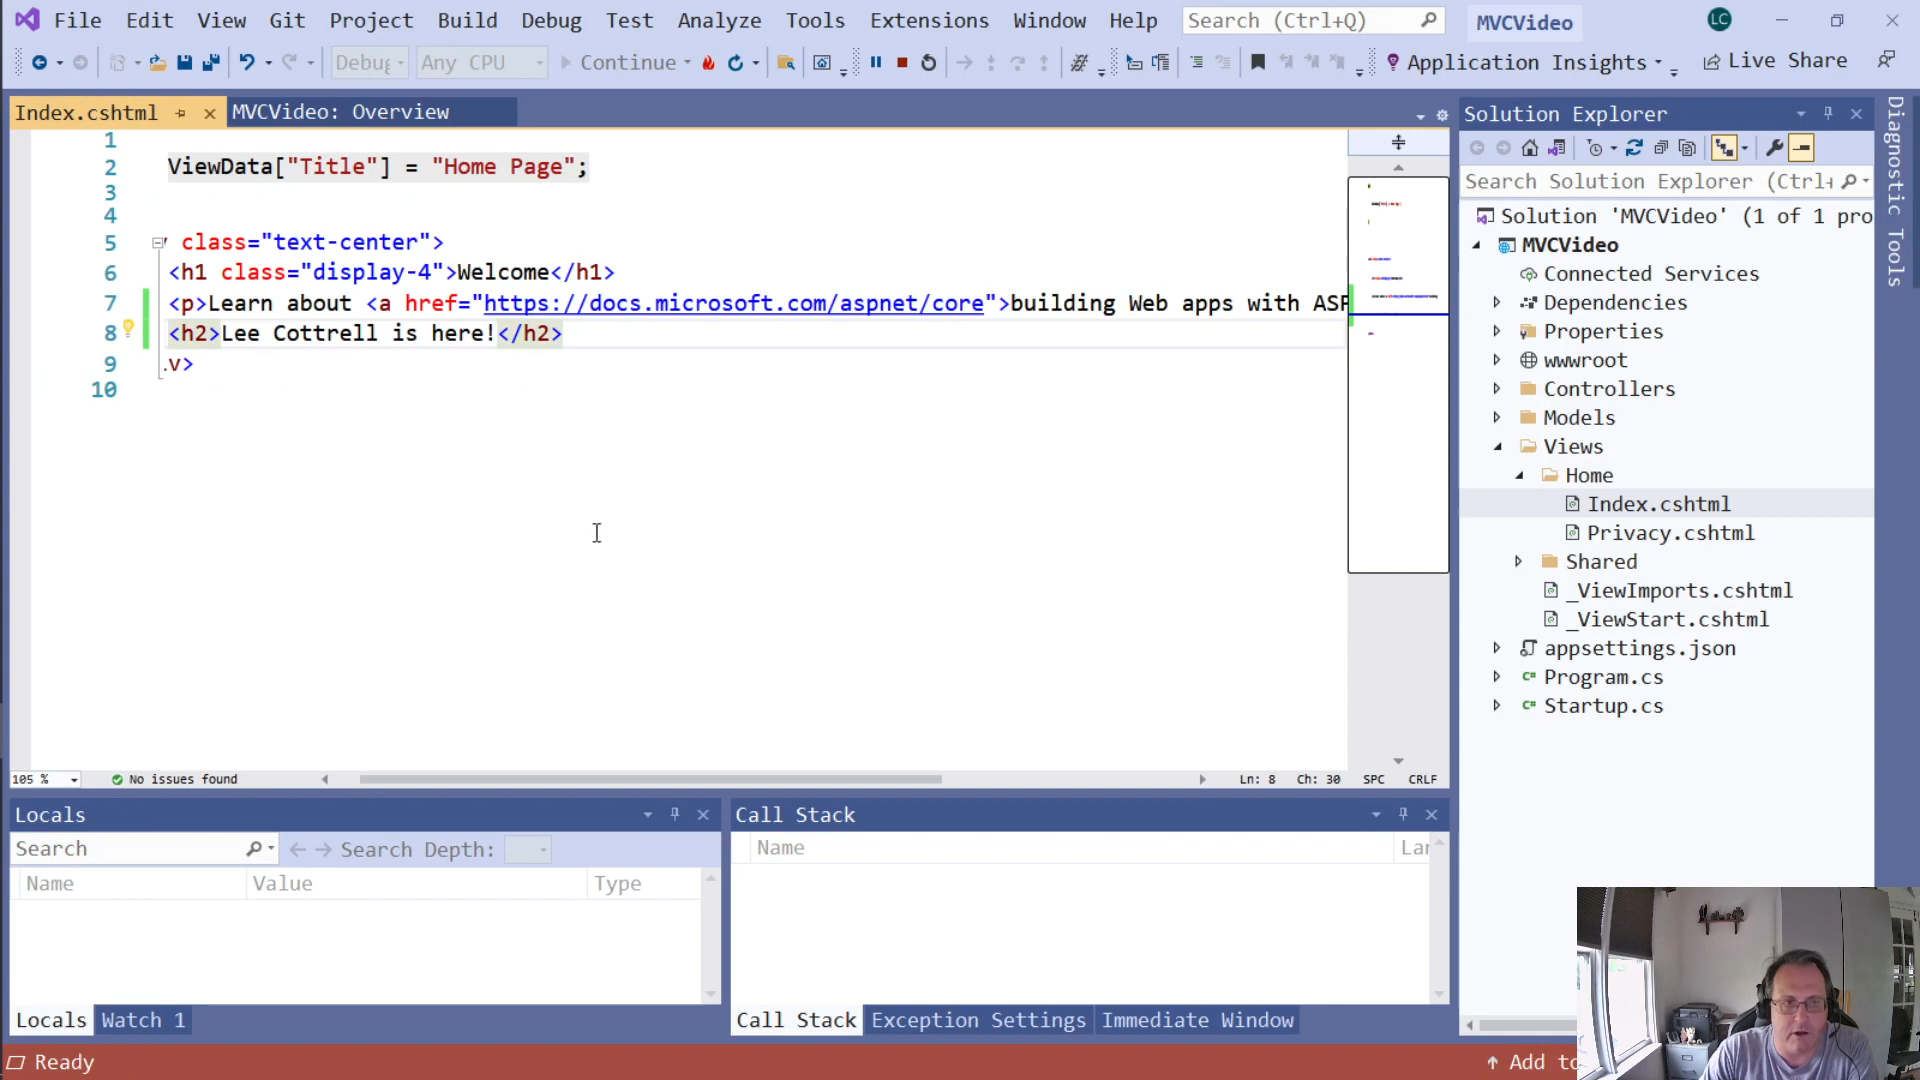 File Edit View Git Project Build Debug Test Analyze Tools Extensions Window Help Search (Ctrl+Q) MVCVideo LC
Debug Any CPU Continue Application Insights Live Share
Index.cshtml MVCVideo: Overview
1
2 ViewData["Title"] = "Home Page";
3
4
5 class="text-center">
6 <h1 class="display-4">Welcome</h1>
7 <p>Learn about <a href="https://docs.microsoft.com/aspnet/core">building Web apps with ASP
8 <h2>Lee Cottrell is here!</h2>
9 v>
10
105 % No issues found Ln: 8 Ch: 30 SPC CRLF
Solution Explorer
Search Solution Explorer (Ctrl+
Solution 'MVCVideo' (1 of 1 pro
MVCVideo
Connected Services
Dependencies
Properties
wwwroot
Controllers
Models
Views
Home
Index.cshtml
Privacy.cshtml
Shared
_ViewImports.cshtml
_ViewStart.cshtml
appsettings.json
Program.cs
Startup.cs
Diagnostic Tools
Locals
Search Search Depth:
Name Value Type
Locals Watch 1
Call Stack
Name Lar
Call Stack Exception Settings Immediate Window
Ready Add to